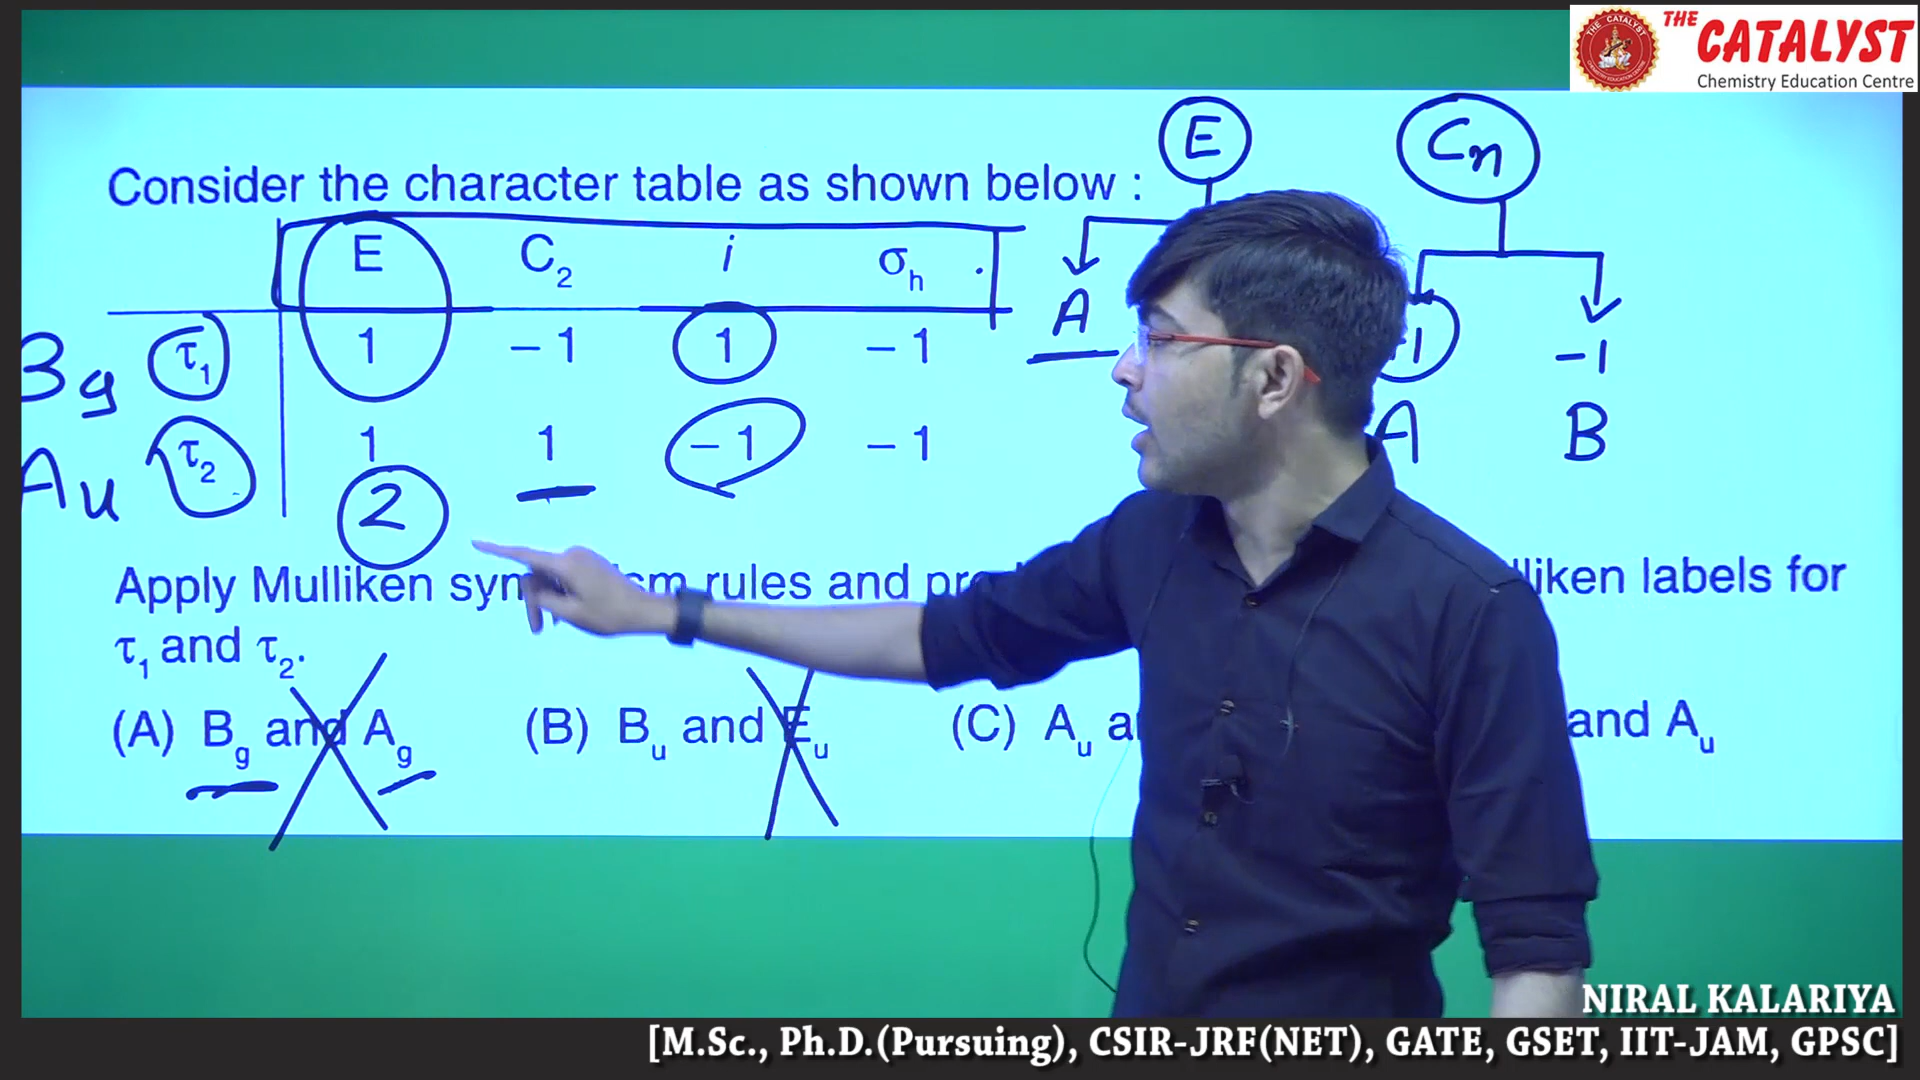 THE
CATALYST
Chemistry Education Centre
THE CATALYST
Consider the character table as shown below :
E
Cn
E C2 i σh
A
-1
A
B
Bg τ1 1 –1 1 –1
Au τ2 1 1 –1 –1
2
Apply Mulliken rules and labels for
τ1 and τ2.
(A) Bg and Ag (B) Bu and Eu (C) Au and Au
NIRAL KALARIYA
[M.Sc., Ph.D.(Pursuing), CSIR-JRF(NET), GATE, GSET, IIT-JAM, GPSC]